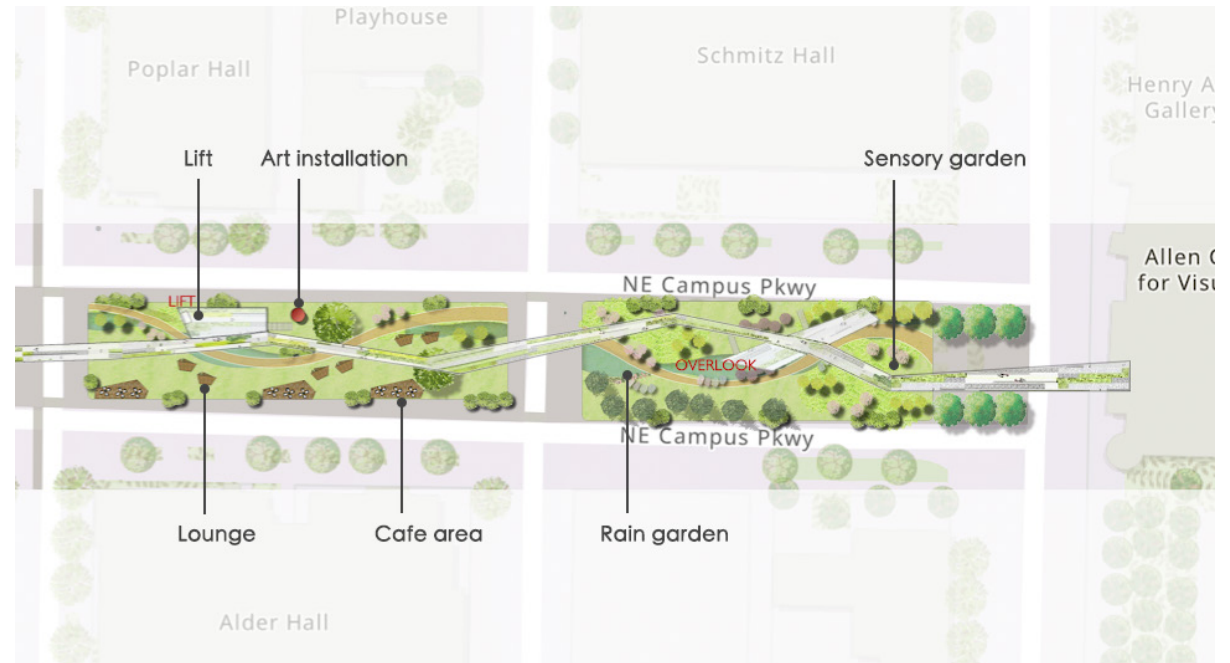 Playhouse
Poplar Hall
Schmitz Hall
Henry A
Gallery
Lift
Art installation
Sensory garden
Allen C
for Visu
NE Campus Pkwy
LIFT
OVERLOOK
NE Campus Pkwy
Lounge
Cafe area
Rain garden
Alder Hall